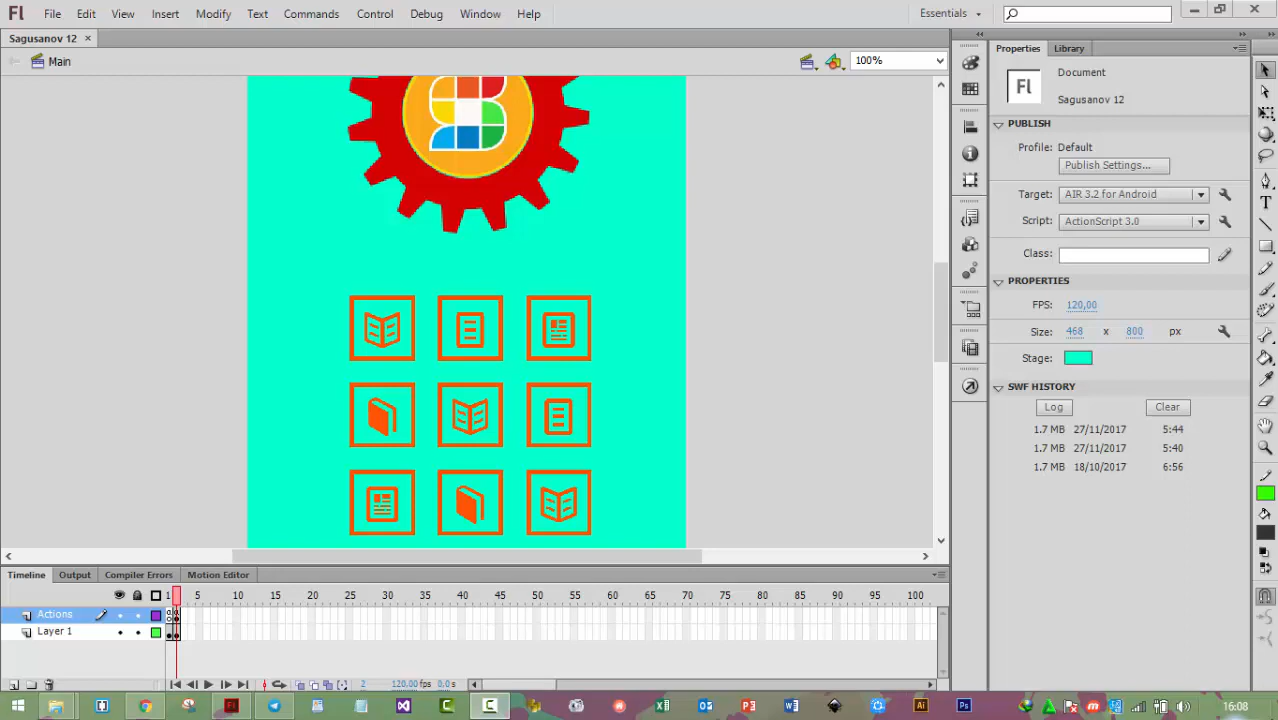 Fl File Edit View Insert Modify Text Commands Control Debug Window Help Essentials
Sagusanov 12 ×
Main 100%
Properties Library
Fl Document
Sagusanov 12
PUBLISH
Profile: Default
Publish Settings...
Target: AIR 3.2 for Android
Script: ActionScript 3.0
Class:
PROPERTIES
FPS: 120,00
Size: 468 x 800 px
Stage:
SWF HISTORY
Log Clear
1.7 MB 27/11/2017 5:44
1.7 MB 27/11/2017 5:40
1.7 MB 18/10/2017 6:56
Timeline Output Compiler Errors Motion Editor
1 5 10 15 20 25 30 35 40 45 50 55 60 65 70 75 80 85 90 95 100
Actions
Layer 1
2 120,00 fps 0,0 s
Ai Ps 16:08